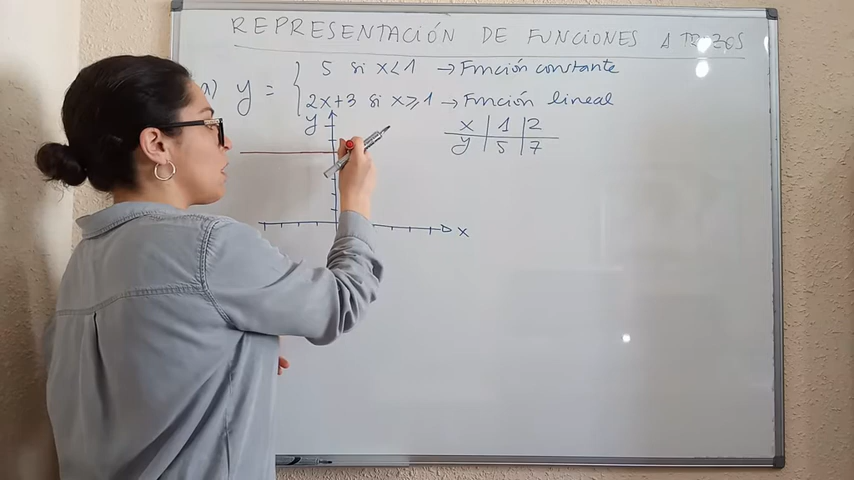 REPRESENTACIÓN DE FUNCIONES A TROZOS
a) y = { 5 si x<1 → Función constante
2x+3 si x≥1 → Función lineal
y
x | 1 | 2
y | 5 | 7
x